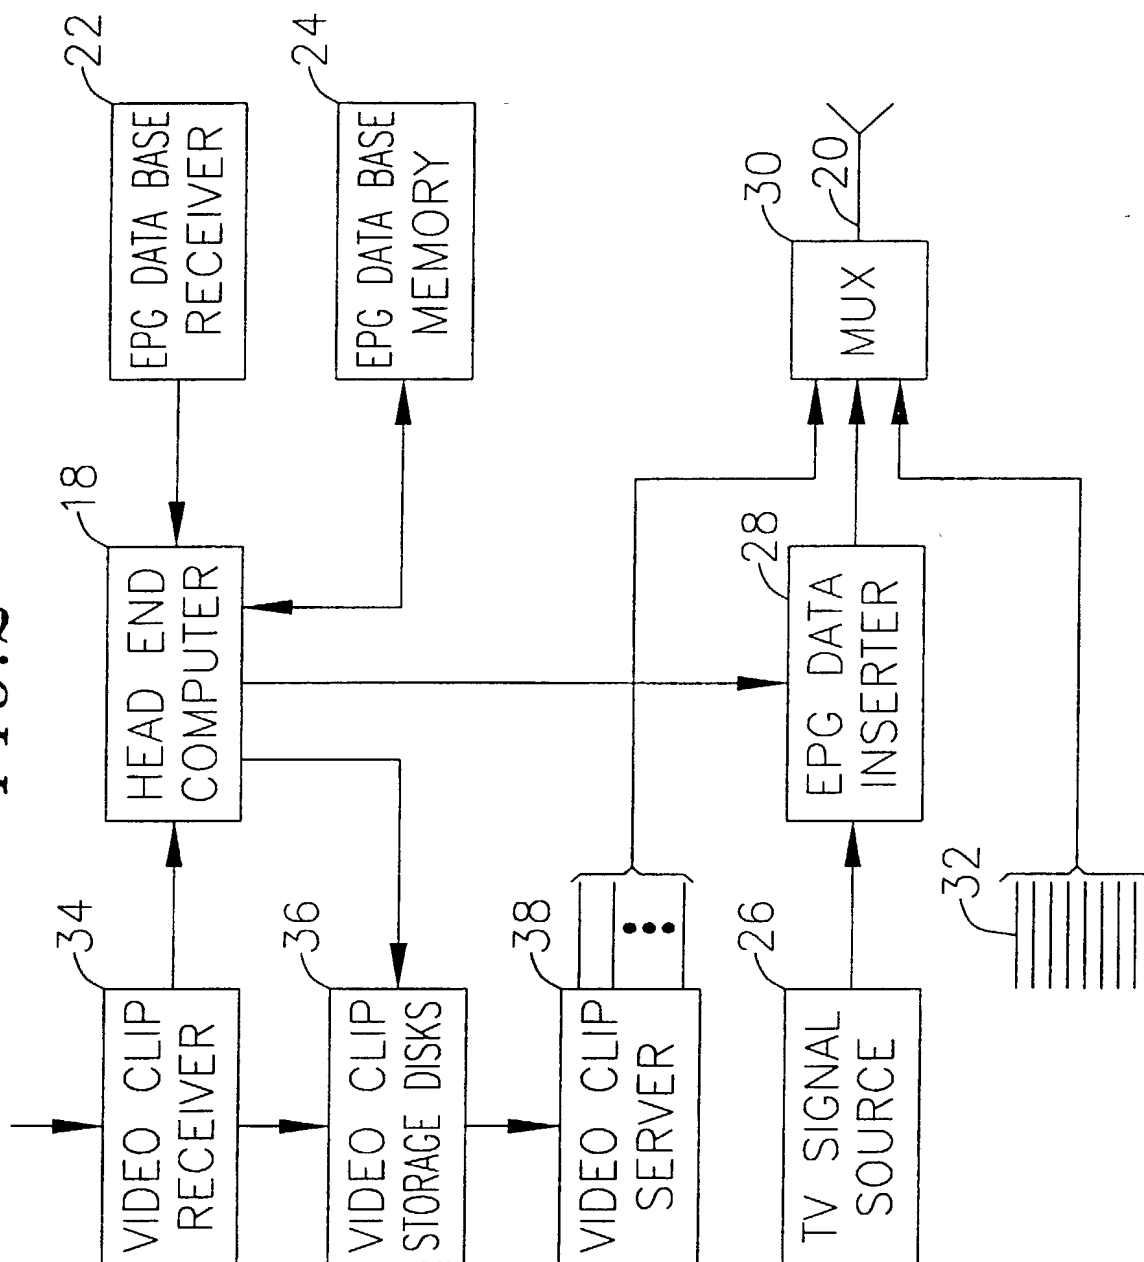 22
EPG DATA BASE
RECEIVER
24
EPG DATA BASE
MEMORY
18
HEAD END
COMPUTER
30
MUX
20
28
EPG DATA
INSERTER
34
VIDEO CLIP
RECEIVER
36
VIDEO CLIP
STORAGE DISKS
38
VIDEO CLIP
SERVER
26
TV SIGNAL
SOURCE
32